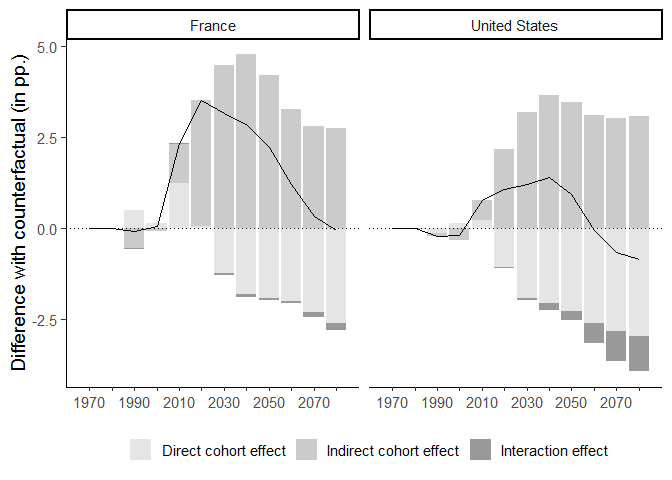 France United States
Difference with counterfactual (in pp.)
5.0
2.5
0.0
-2.5
1970 1990 2010 2030 2050 2070 1970 1990 2010 2030 2050 2070
Direct cohort effect Indirect cohort effect Interaction effect